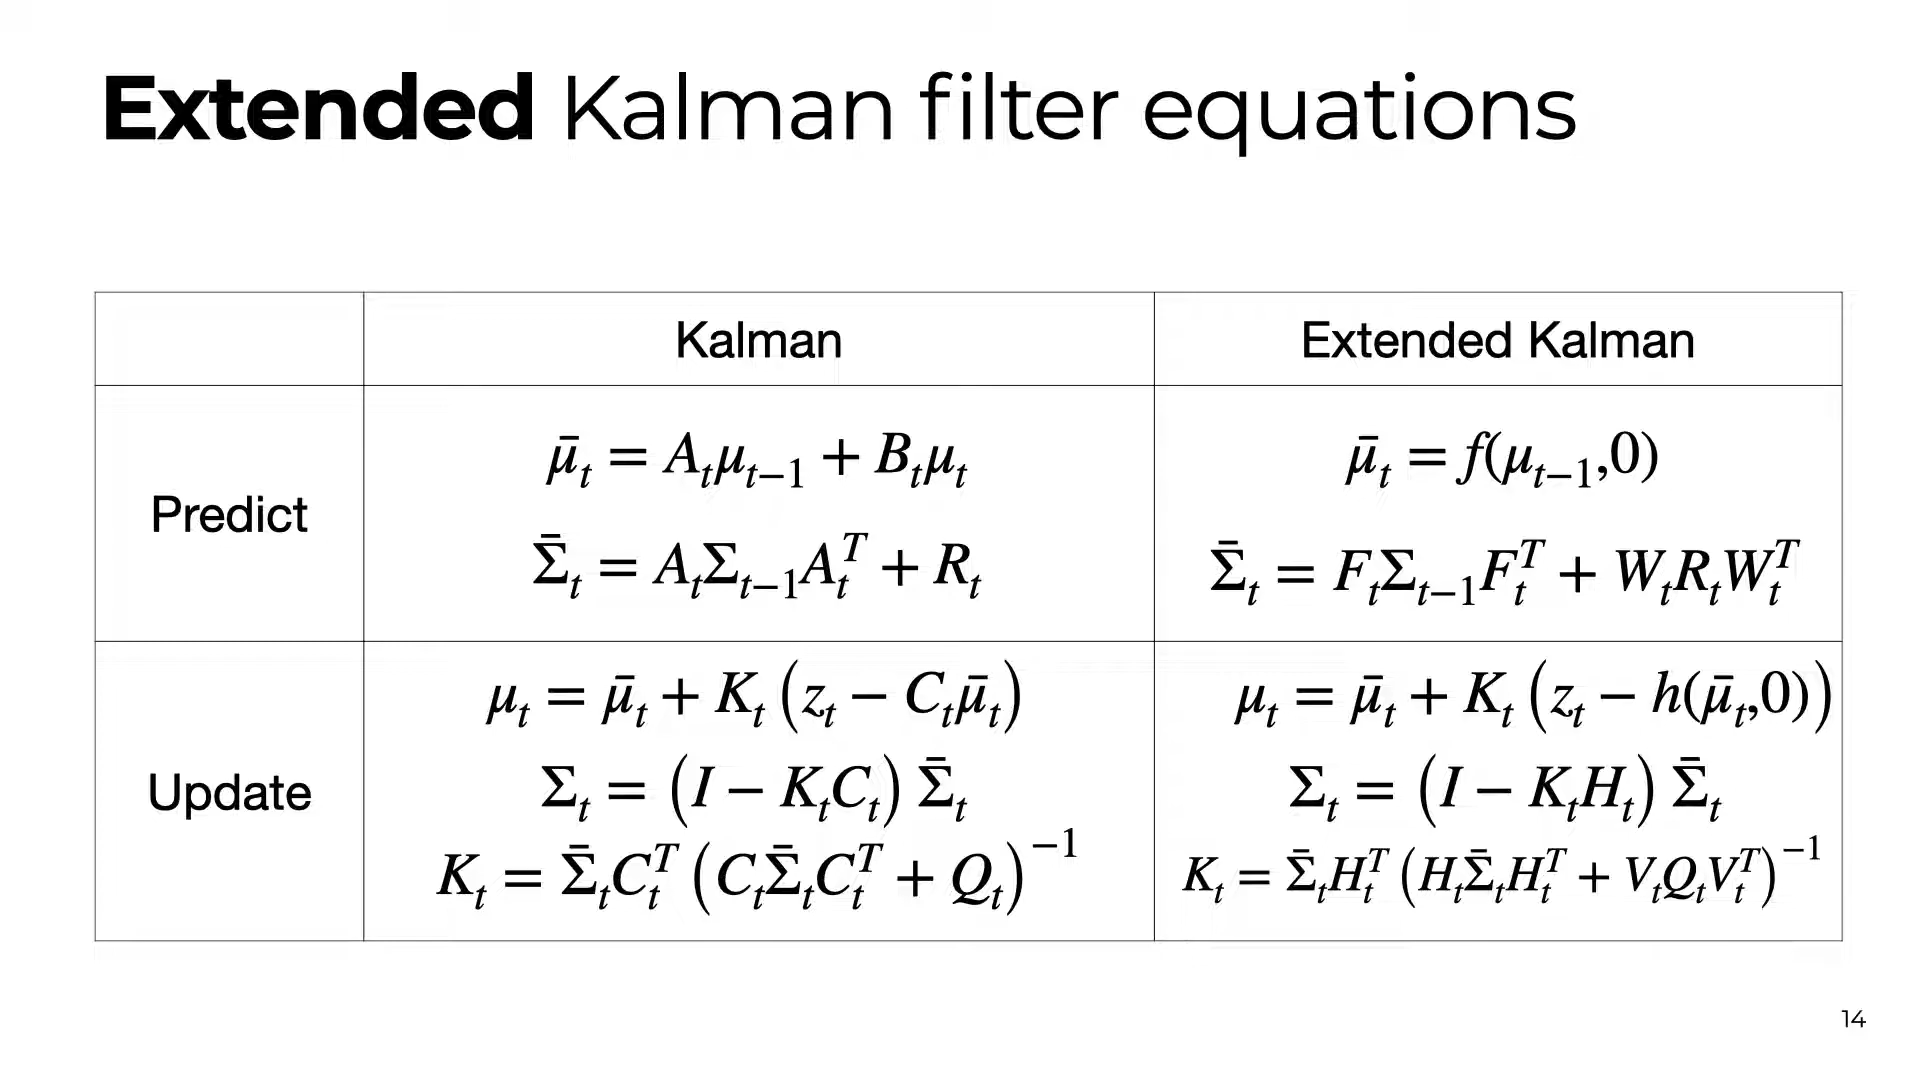 Extended Kalman filter equations
Kalman
Extended Kalman
Predict
μ̄ₜ = Aₜμₜ₋₁ + Bₜμₜ
Σ̄ₜ = AₜΣₜ₋₁Aₜᵀ + Rₜ
μ̄ₜ = f(μₜ₋₁,0)
Σ̄ₜ = FₜΣₜ₋₁Fₜᵀ + WₜRₜWₜᵀ
Update
μₜ = μ̄ₜ + Kₜ (zₜ − Cₜμ̄ₜ)
Σₜ = (I − KₜCₜ) Σ̄ₜ
Kₜ = Σ̄ₜCₜᵀ (CₜΣ̄ₜCₜᵀ + Qₜ)⁻¹
μₜ = μ̄ₜ + Kₜ (zₜ − h(μ̄ₜ,0))
Σₜ = (I − KₜHₜ) Σ̄ₜ
Kₜ = Σ̄ₜHₜᵀ (HₜΣ̄ₜHₜᵀ + VₜQₜVₜᵀ)⁻¹
14